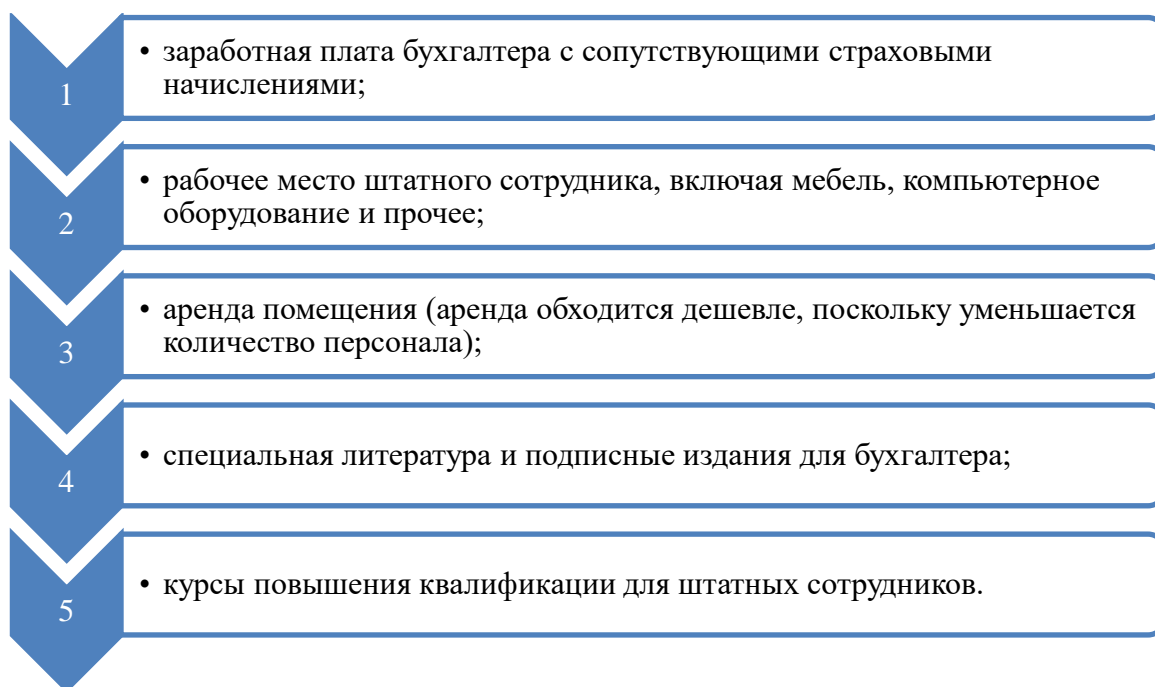 1
• заработная плата бухгалтера с сопутствующими страховыми
начислениями;
2
• рабочее место штатного сотрудника, включая мебель, компьютерное
оборудование и прочее;
3
• аренда помещения (аренда обходится дешевле, поскольку уменьшается
количество персонала);
4
• специальная литература и подписные издания для бухгалтера;
5
• курсы повышения квалификации для штатных сотрудников.